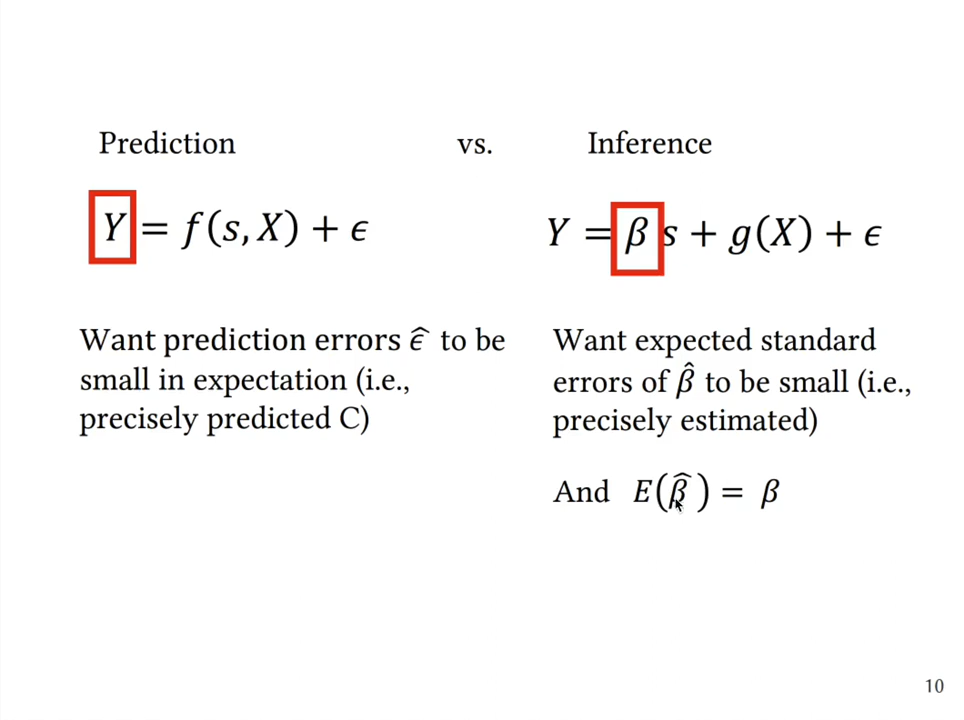 Prediction vs. Inference
Y = f(s, X) + ϵ
Y = β s + g(X) + ϵ
Want prediction errors ϵ̂ to be
small in expectation (i.e.,
precisely predicted C)
Want expected standard
errors of β̂ to be small (i.e.,
precisely estimated)
And E(β̂) = β
10